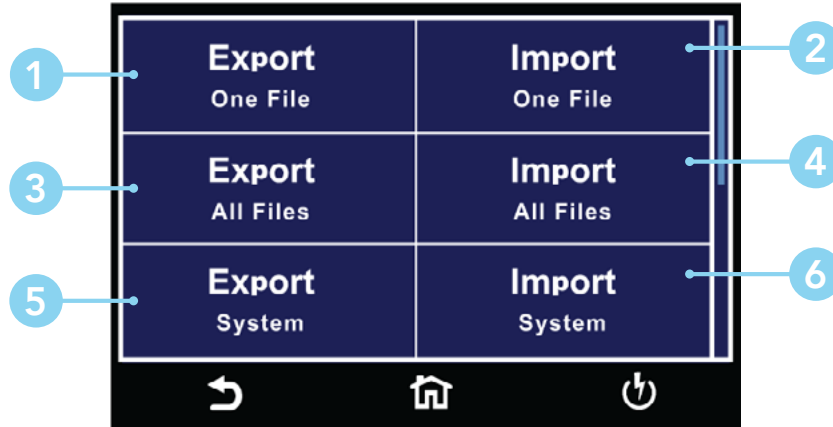 1
Export
One File
Import
One File
2
3
Export
All Files
Import
All Files
4
5
Export
System
Import
System
6